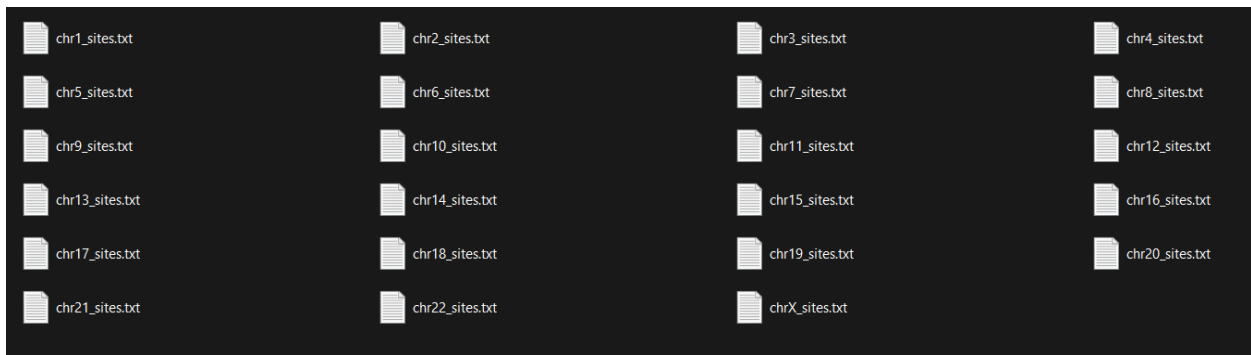 chr1_sites.txt
chr2_sites.txt
chr3_sites.txt
chr4_sites.txt
chr5_sites.txt
chr6_sites.txt
chr7_sites.txt
chr8_sites.txt
chr9_sites.txt
chr10_sites.txt
chr11_sites.txt
chr12_sites.txt
chr13_sites.txt
chr14_sites.txt
chr15_sites.txt
chr16_sites.txt
chr17_sites.txt
chr18_sites.txt
chr19_sites.txt
chr20_sites.txt
chr21_sites.txt
chr22_sites.txt
chrX_sites.txt